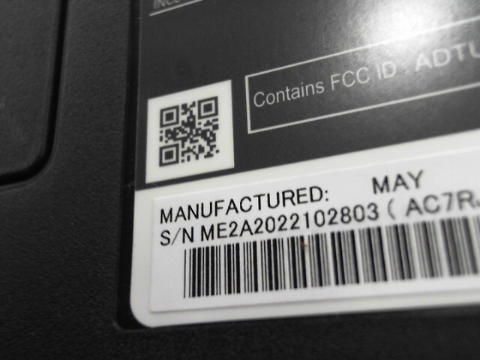 Contains FCC ID : ADTU
MANUFACTURED: MAY
S/N ME2A2022102803 ( AC7R